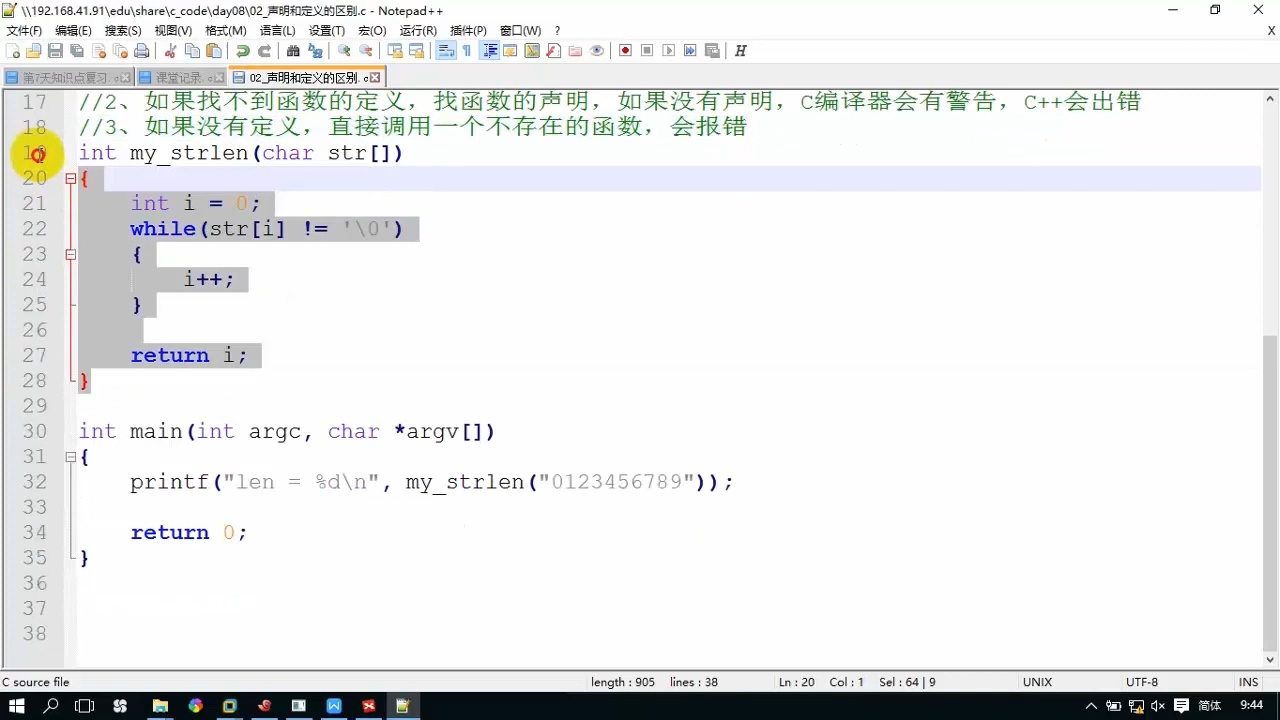 \\192.168.41.91\edu\share\c_code\day08\02_声明和定义的区别.c - Notepad++
文件(F) 编辑(E) 搜索(S) 视图(V) 格式(M) 语言(L) 设置(T) 宏(O) 运行(R) 插件(P) 窗口(W) ? X
第7天知识点复习.c 课堂记录.c 02_声明和定义的区别.c
17 //2、如果找不到函数的定义，找函数的声明，如果没有声明，C编译器会有警告，C++会出错
18 //3、如果没有定义，直接调用一个不存在的函数，会报错
19 int my_strlen(char str[])
20 {
21 int i = 0;
22 while(str[i] != '\0')
23 {
24 i++;
25 }
26
27 return i;
28 }
29
30 int main(int argc, char *argv[])
31 {
32 printf("len = %d\n", my_strlen("0123456789"));
33
34 return 0;
35 }
36
37
38
C source file length : 905 lines : 38 Ln : 20 Col : 1 Sel : 64 | 9 UNIX UTF-8 INS
简体 9:44